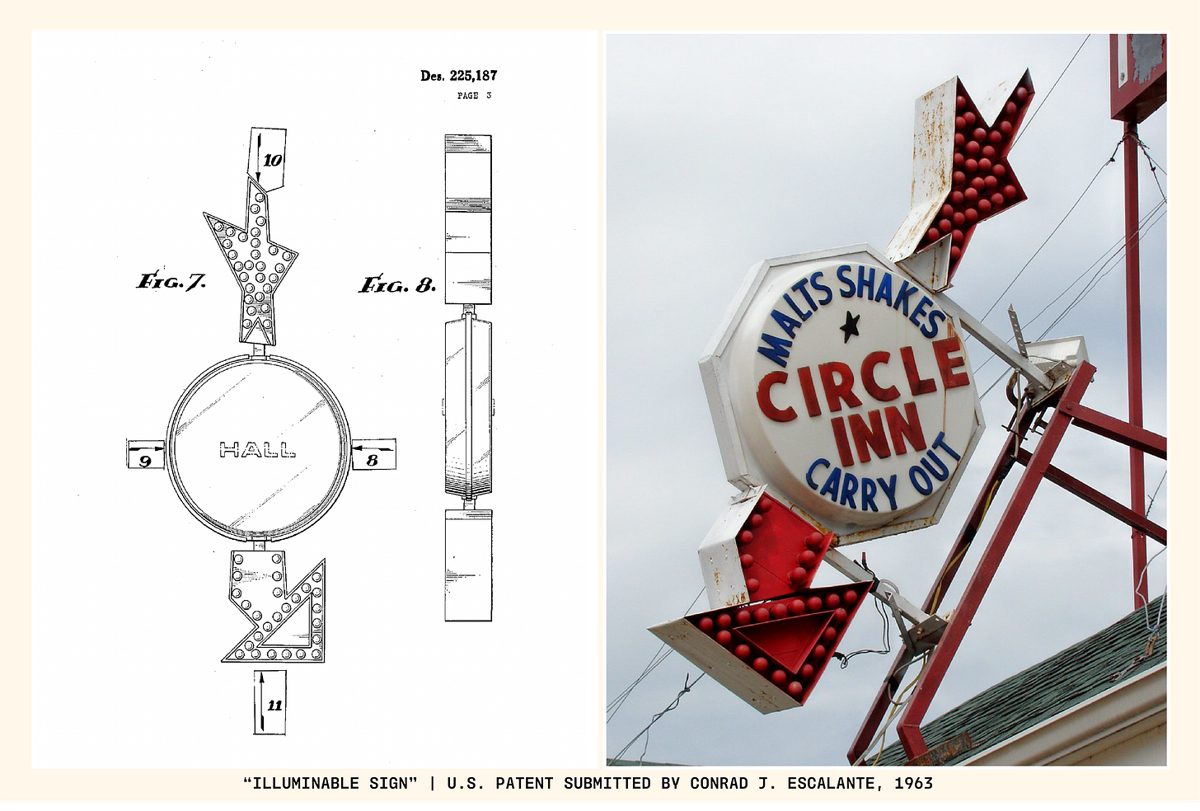 Des. 225,187
PAGE 3
10
FIG. 7.
FIG. 8.
HALL
9
8
11
MALTS SHAKES
CIRCLE
INN
CARRY OUT
“ILLUMINABLE SIGN” | U.S. PATENT SUBMITTED BY CONRAD J. ESCALANTE, 1963